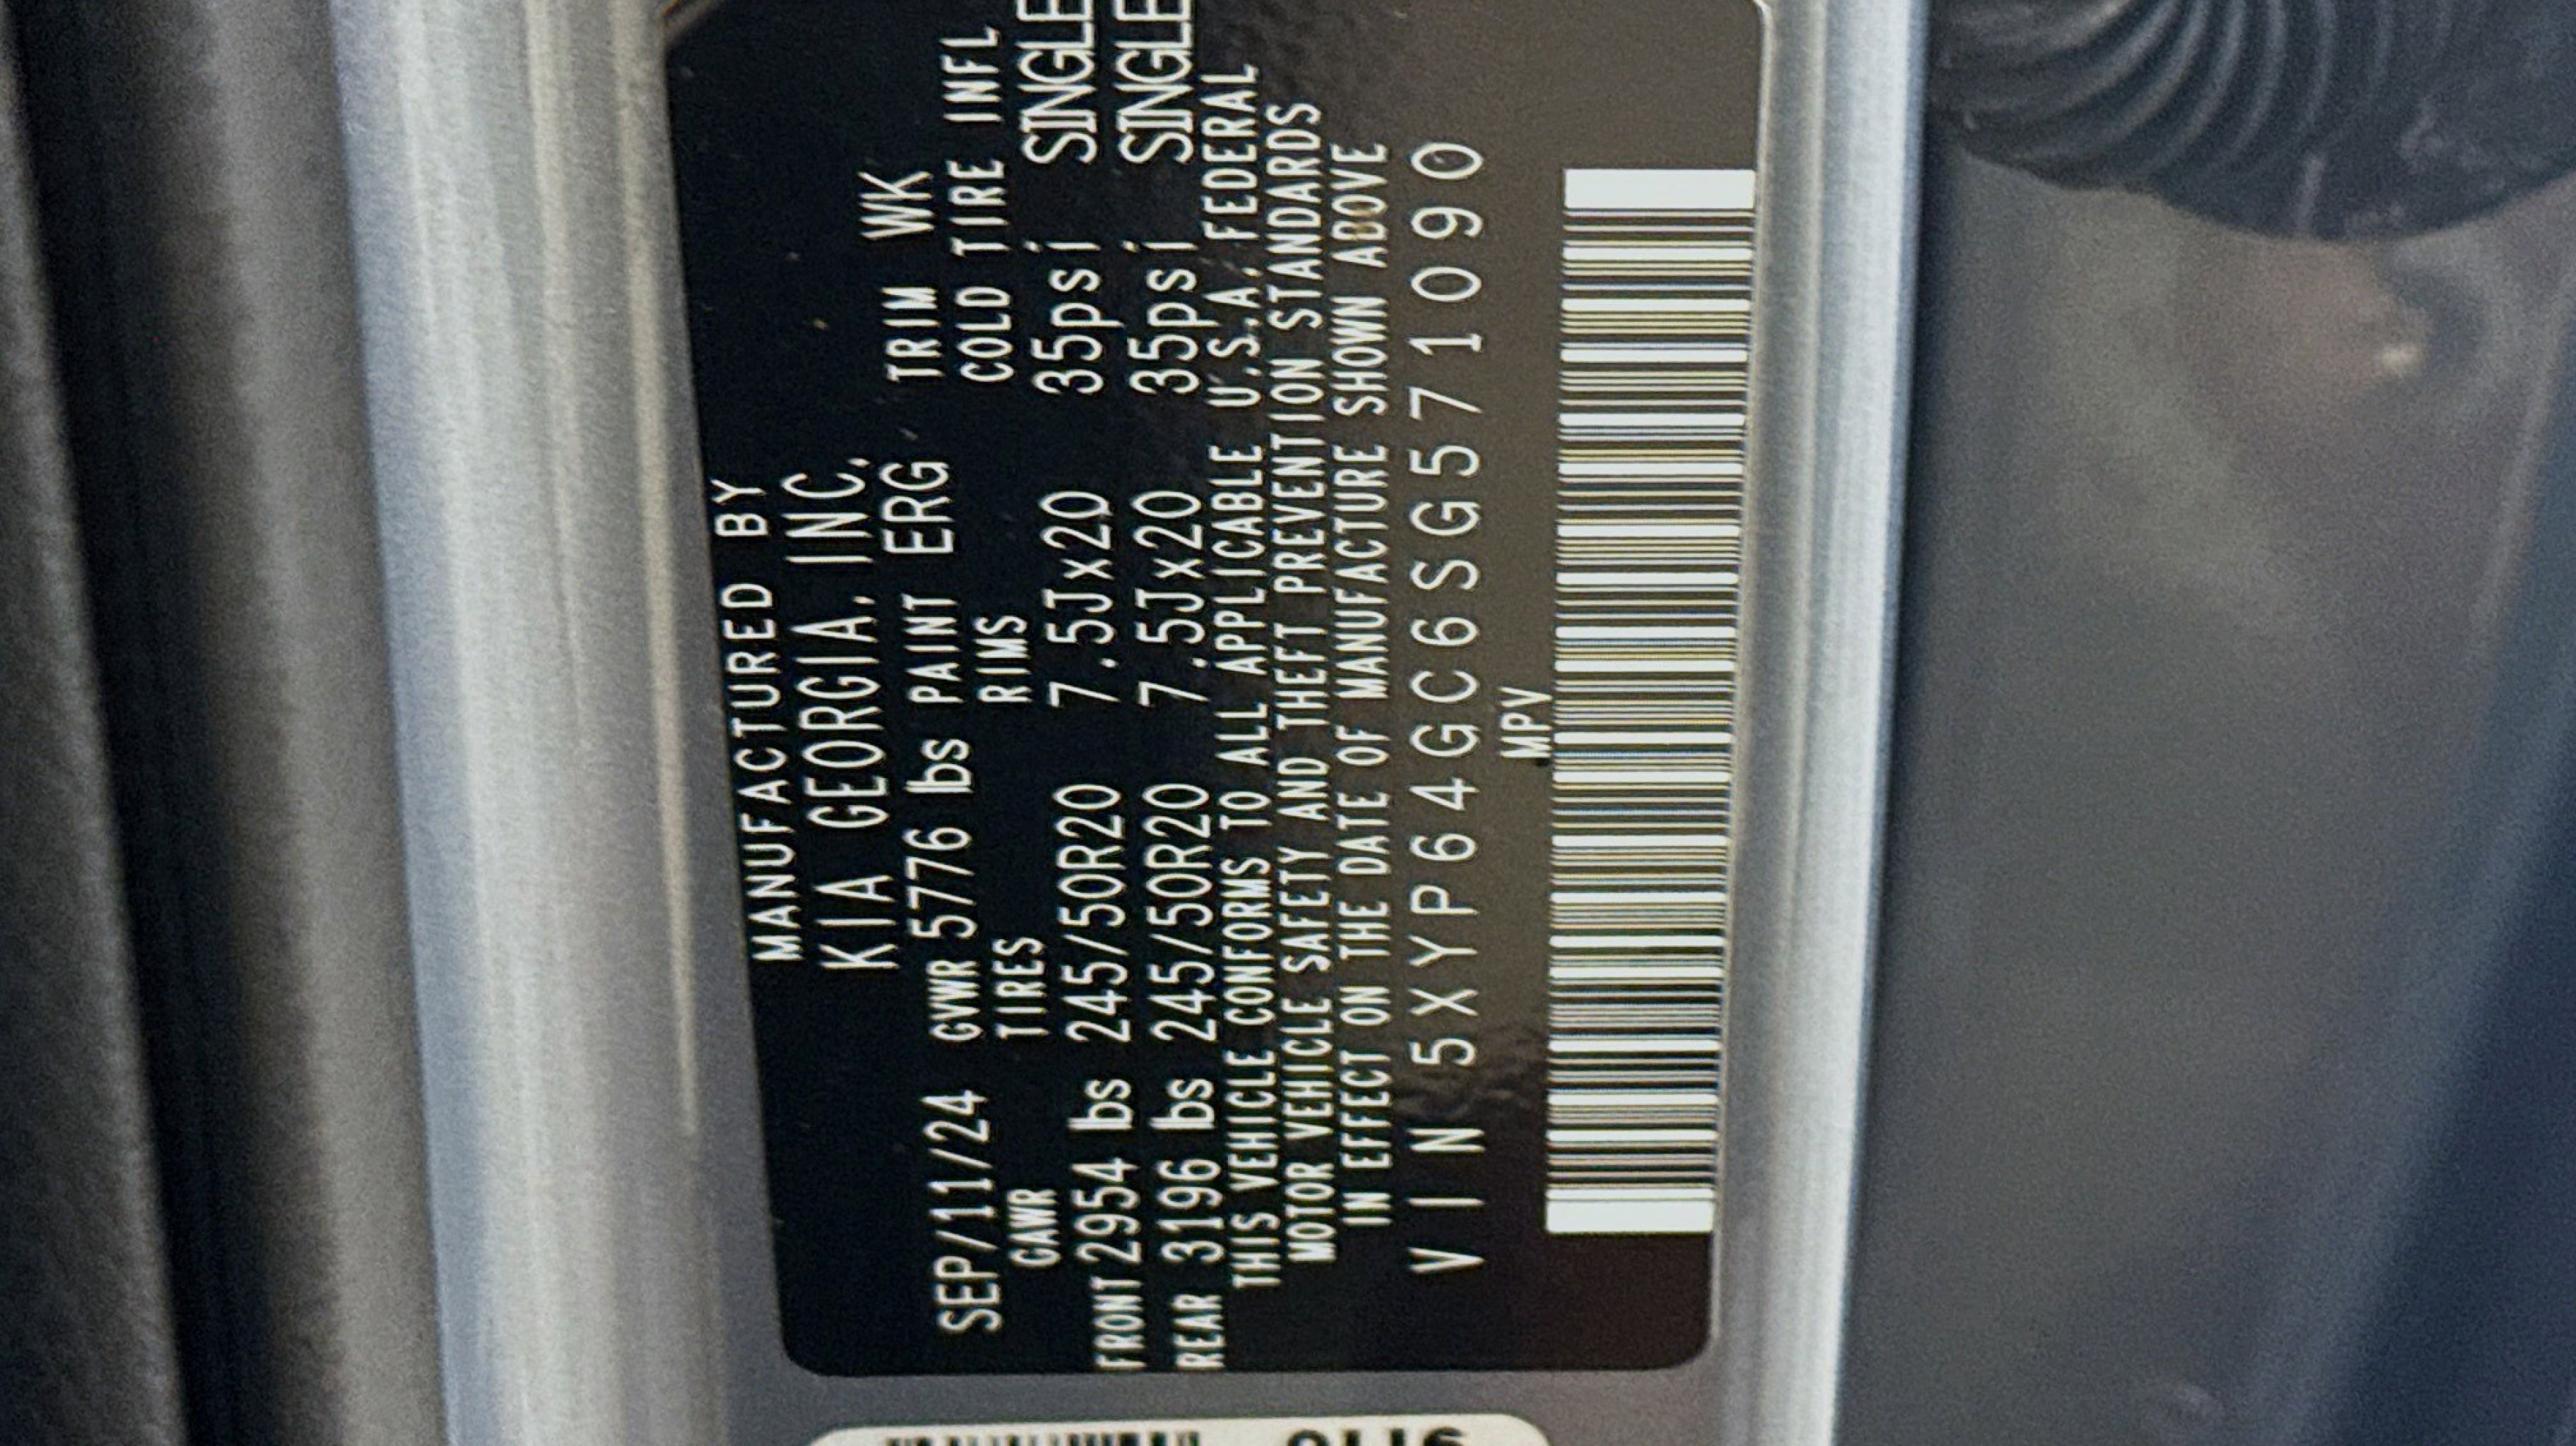 MANUFACTURED BY
KIA GEORGIA, INC.
SEP/11/24 GVWR 5776 lbs PAINT ERG TRIM WK
GAWR TIRES RIMS COLD TIRE INFL
FRONT 2954 lbs 245/50R20 7.5Jx20 35psi SINGLE
REAR 3196 lbs 245/50R20 7.5Jx20 35psi SINGLE
THIS VEHICLE CONFORMS TO ALL APPLICABLE U.S.A. FEDERAL
MOTOR VEHICLE SAFETY AND THEFT PREVENTION STANDARDS
IN EFFECT ON THE DATE OF MANUFACTURE SHOWN ABOVE
VIN 5XYP64GC6SG571090
MPV